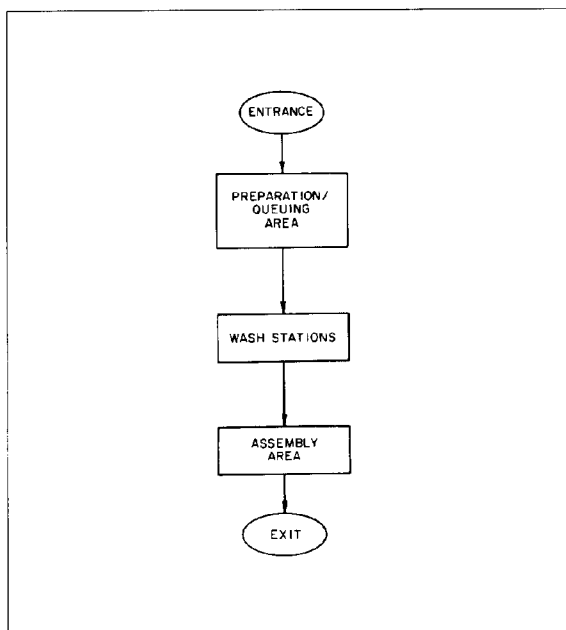 ENTRANCE
PREPARATION/
QUEUING
AREA
WASH STATIONS
ASSEMBLY
AREA
EXIT